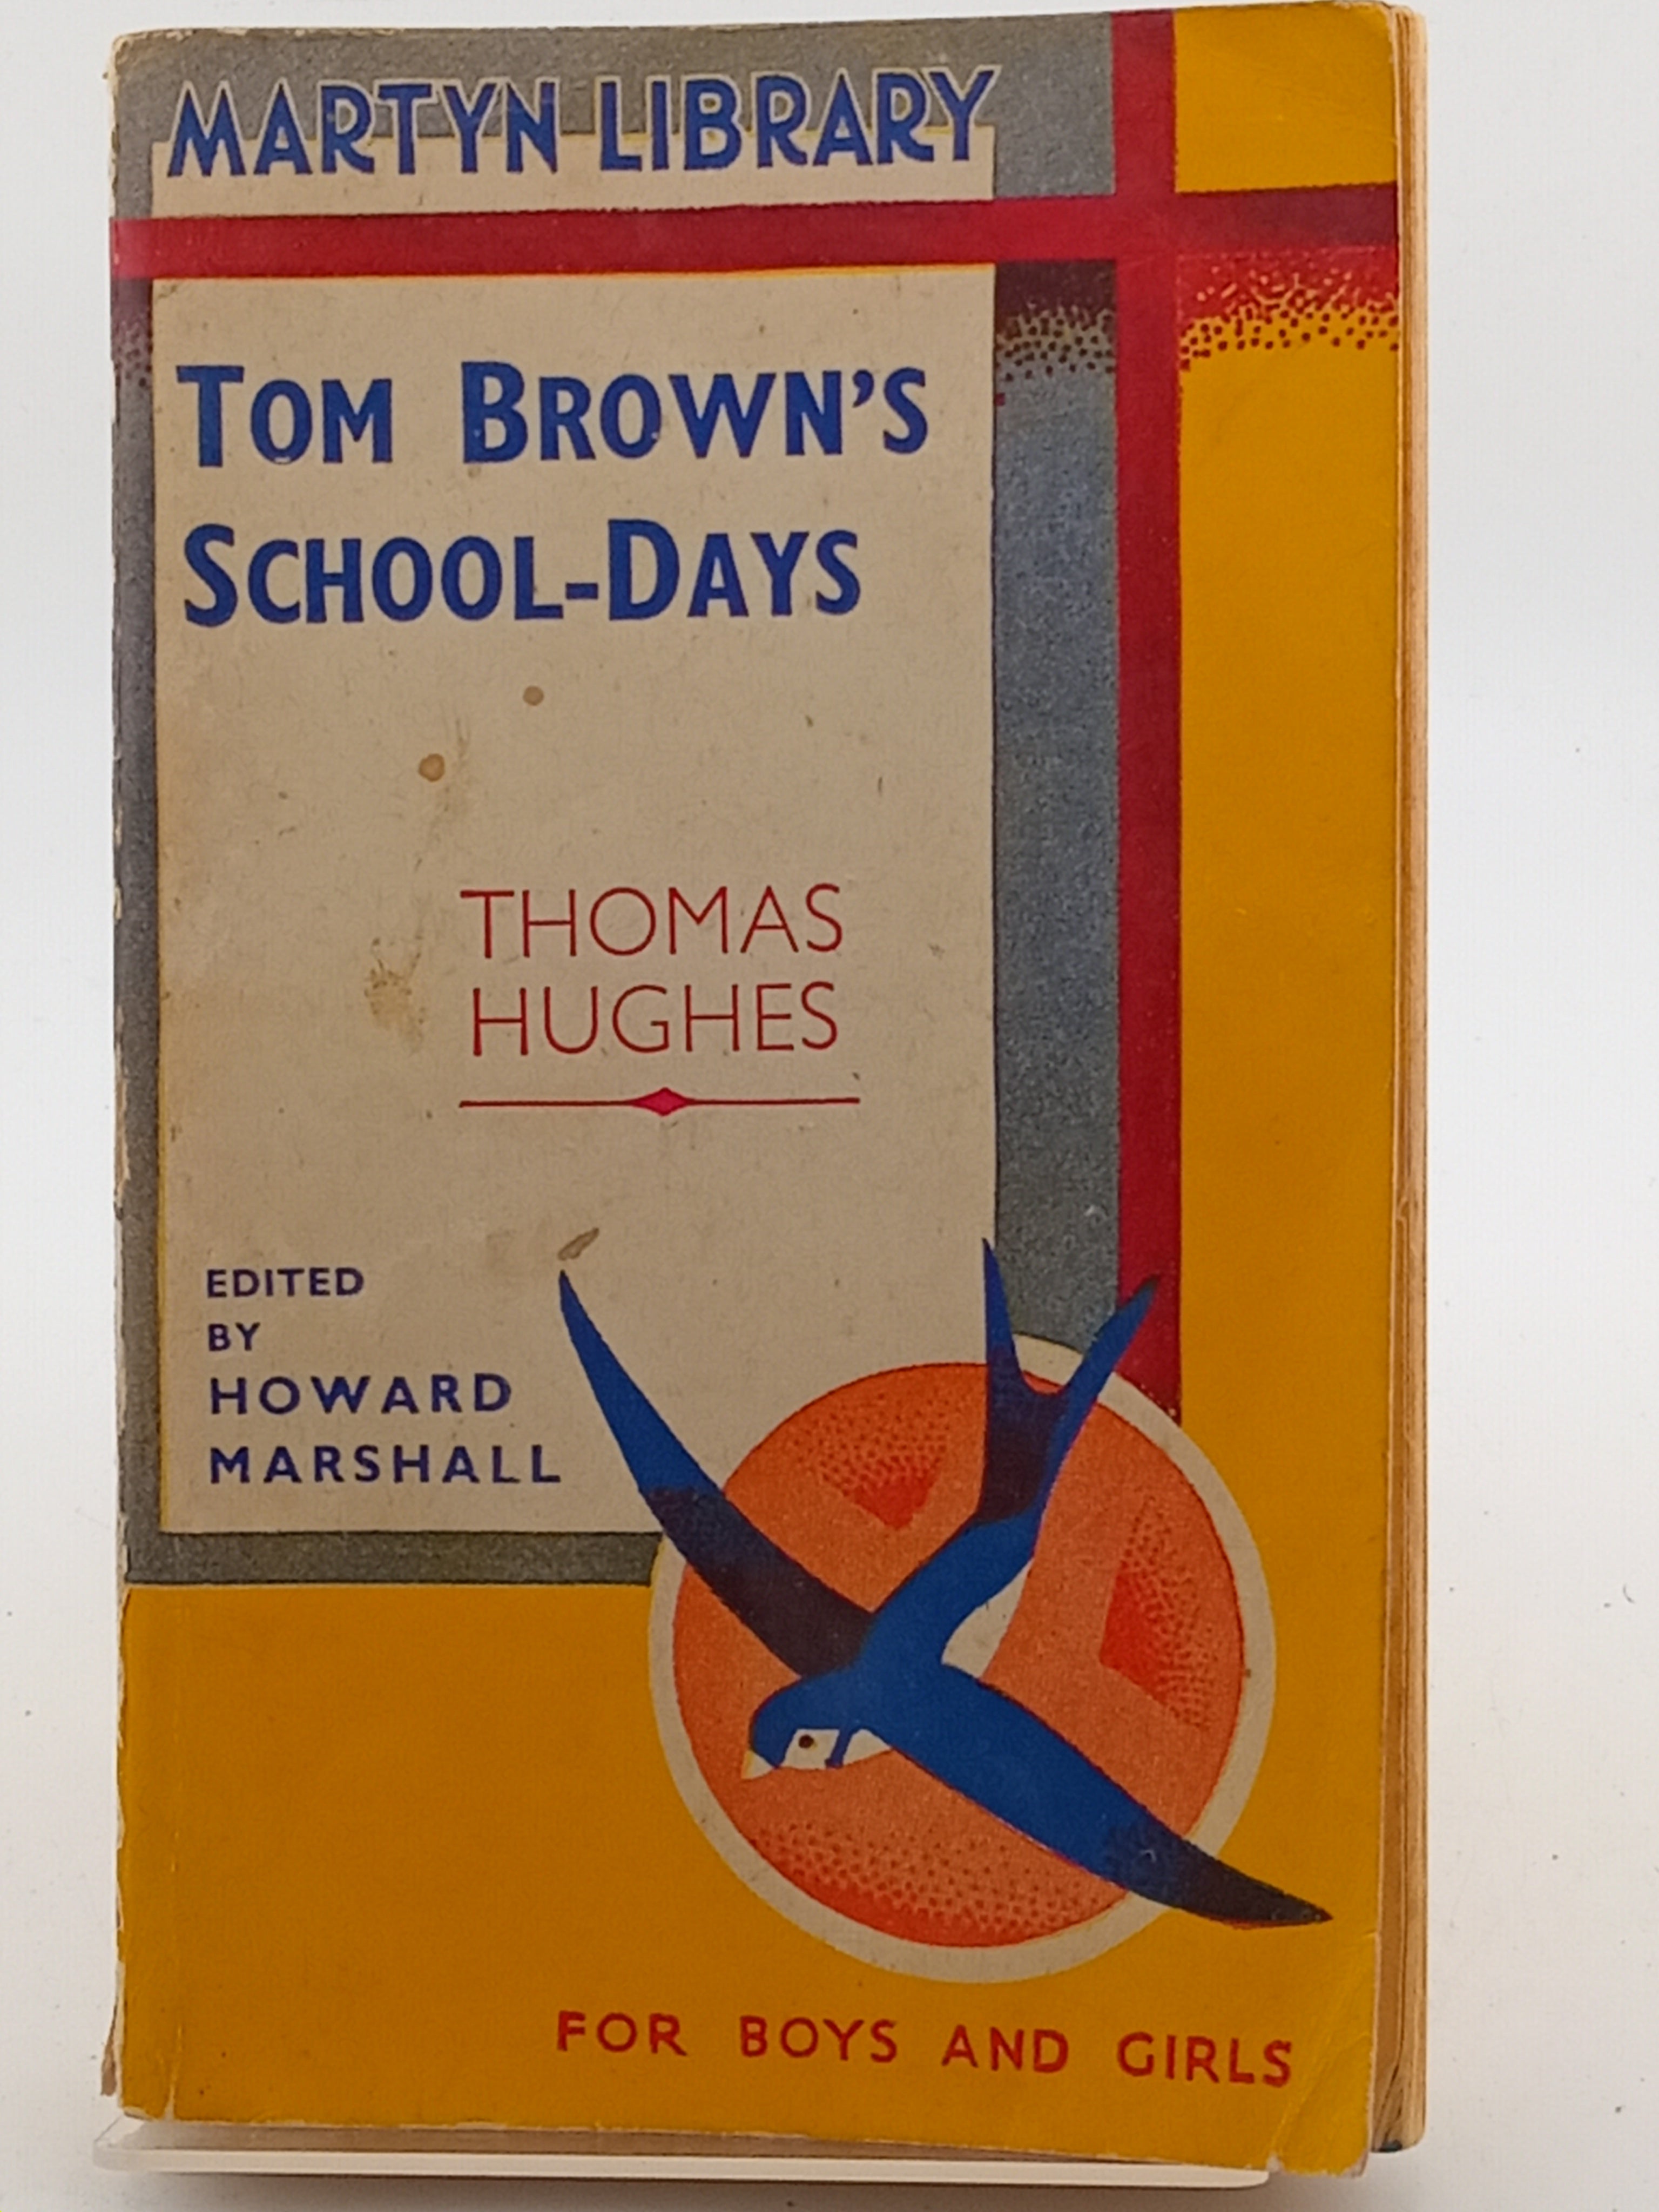 MARTYN LIBRARY
TOM BROWN'S
SCHOOL-DAYS
THOMAS
HUGHES
EDITED
BY
HOWARD
MARSHALL
FOR BOYS AND GIRLS